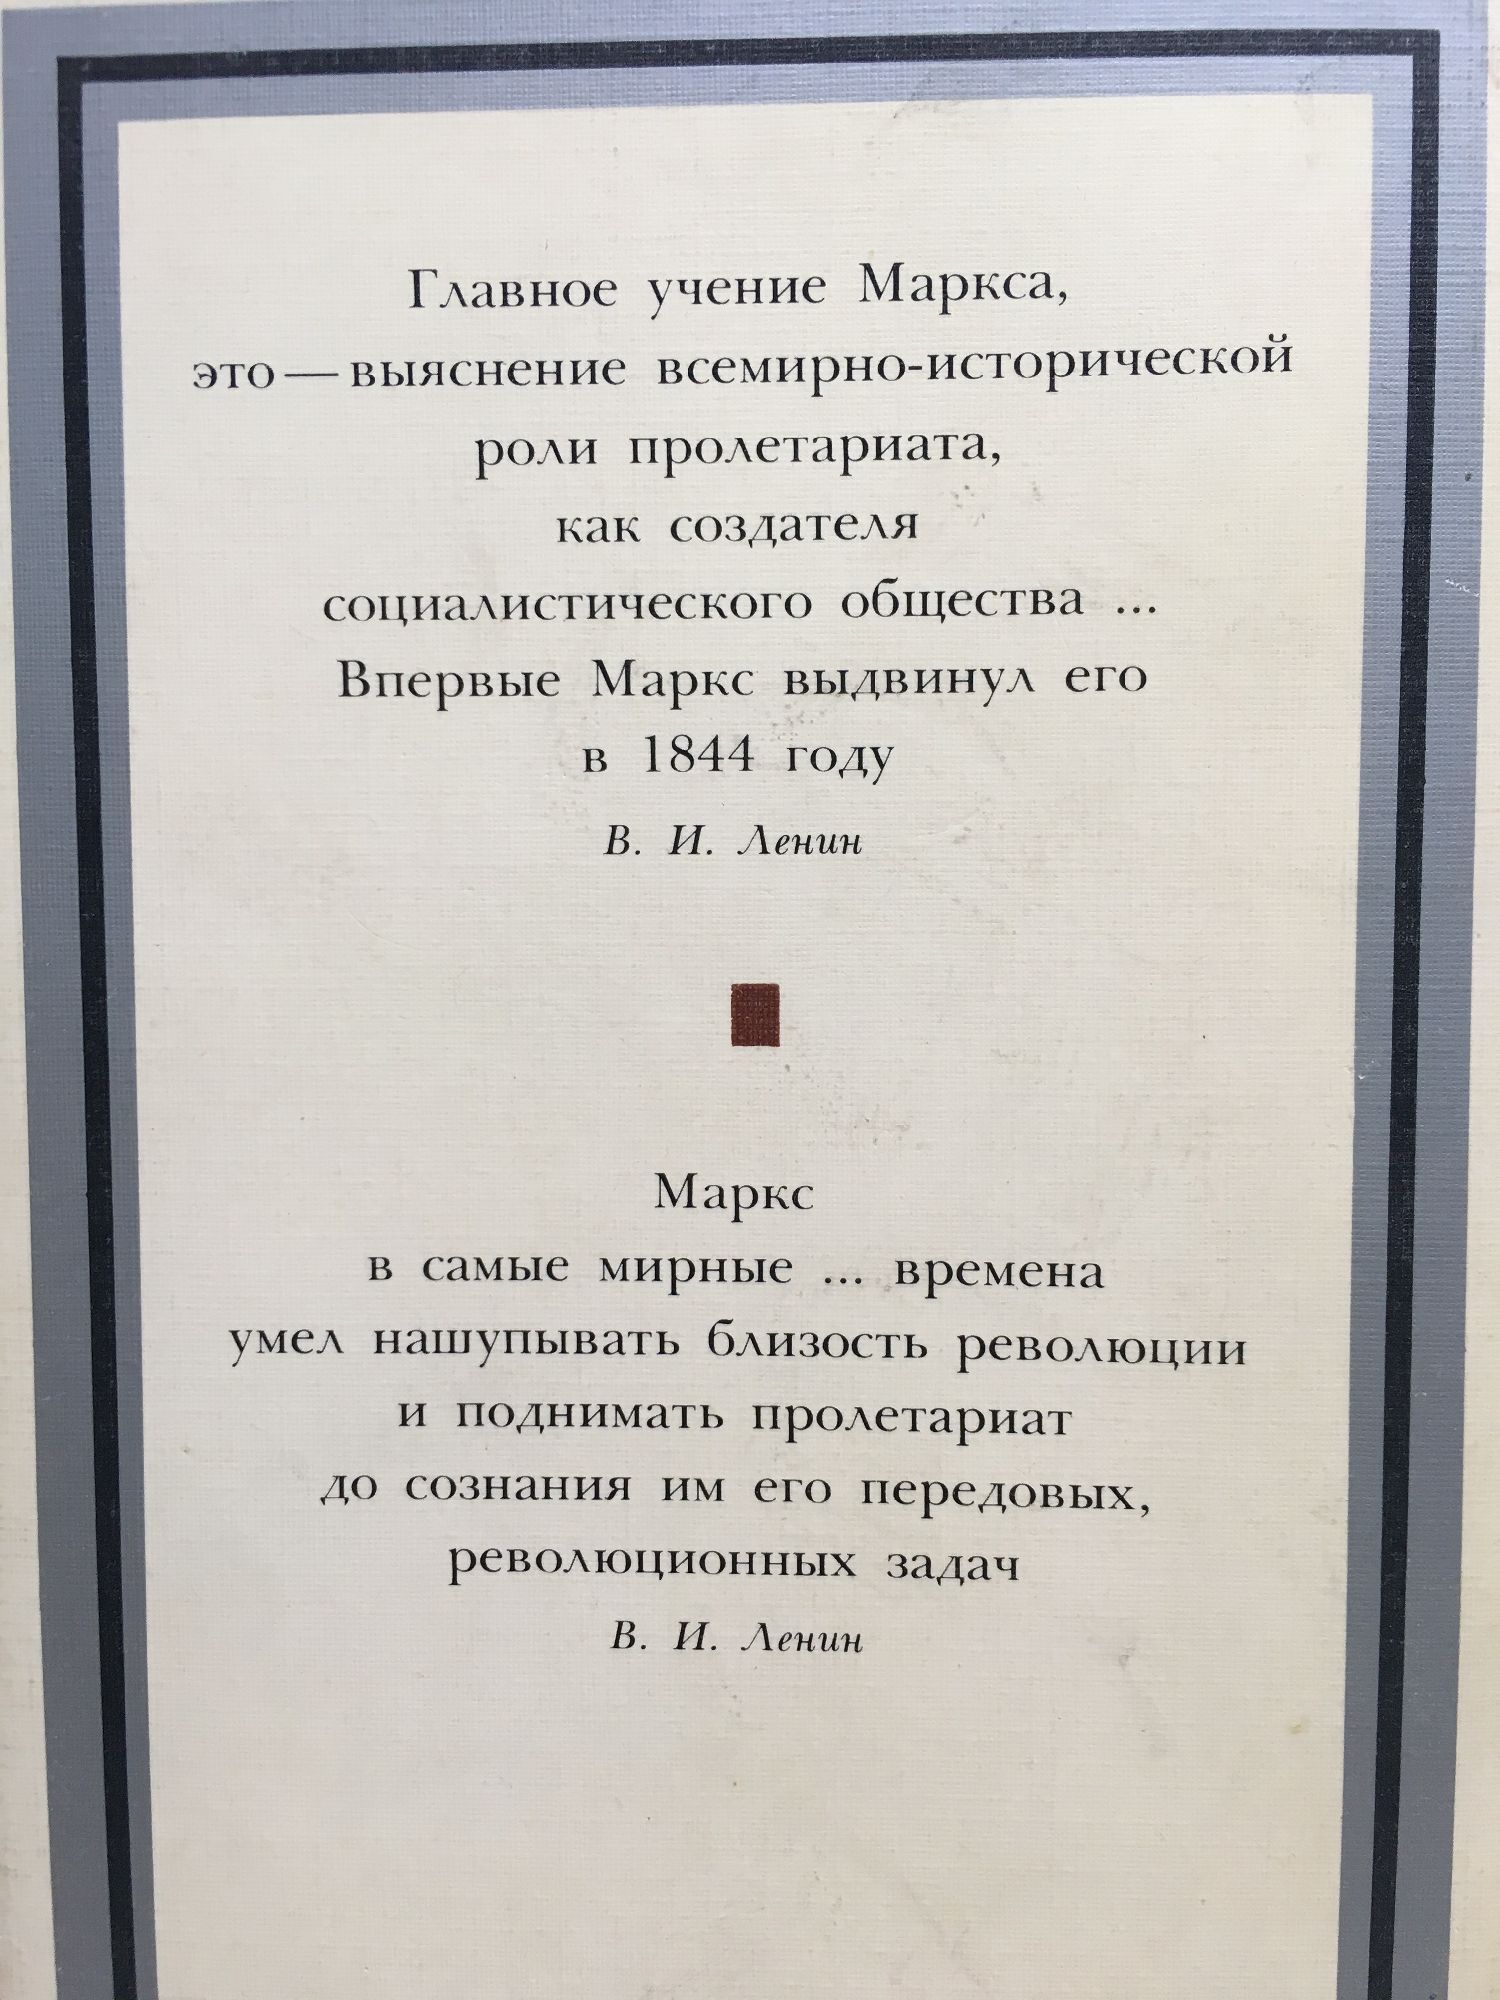 Главное учение Маркса,
это — выяснение всемирно-исторической
роли пролетариата,
как создателя
социалистического общества ...
Впервые Маркс выдвинул его
в 1844 году
В. И. Ленин
Маркс
в самые мирные ... времена
умел нашупывать близость революции
и поднимать пролетариат
до сознания им его передовых,
революционных задач
В. И. Ленин